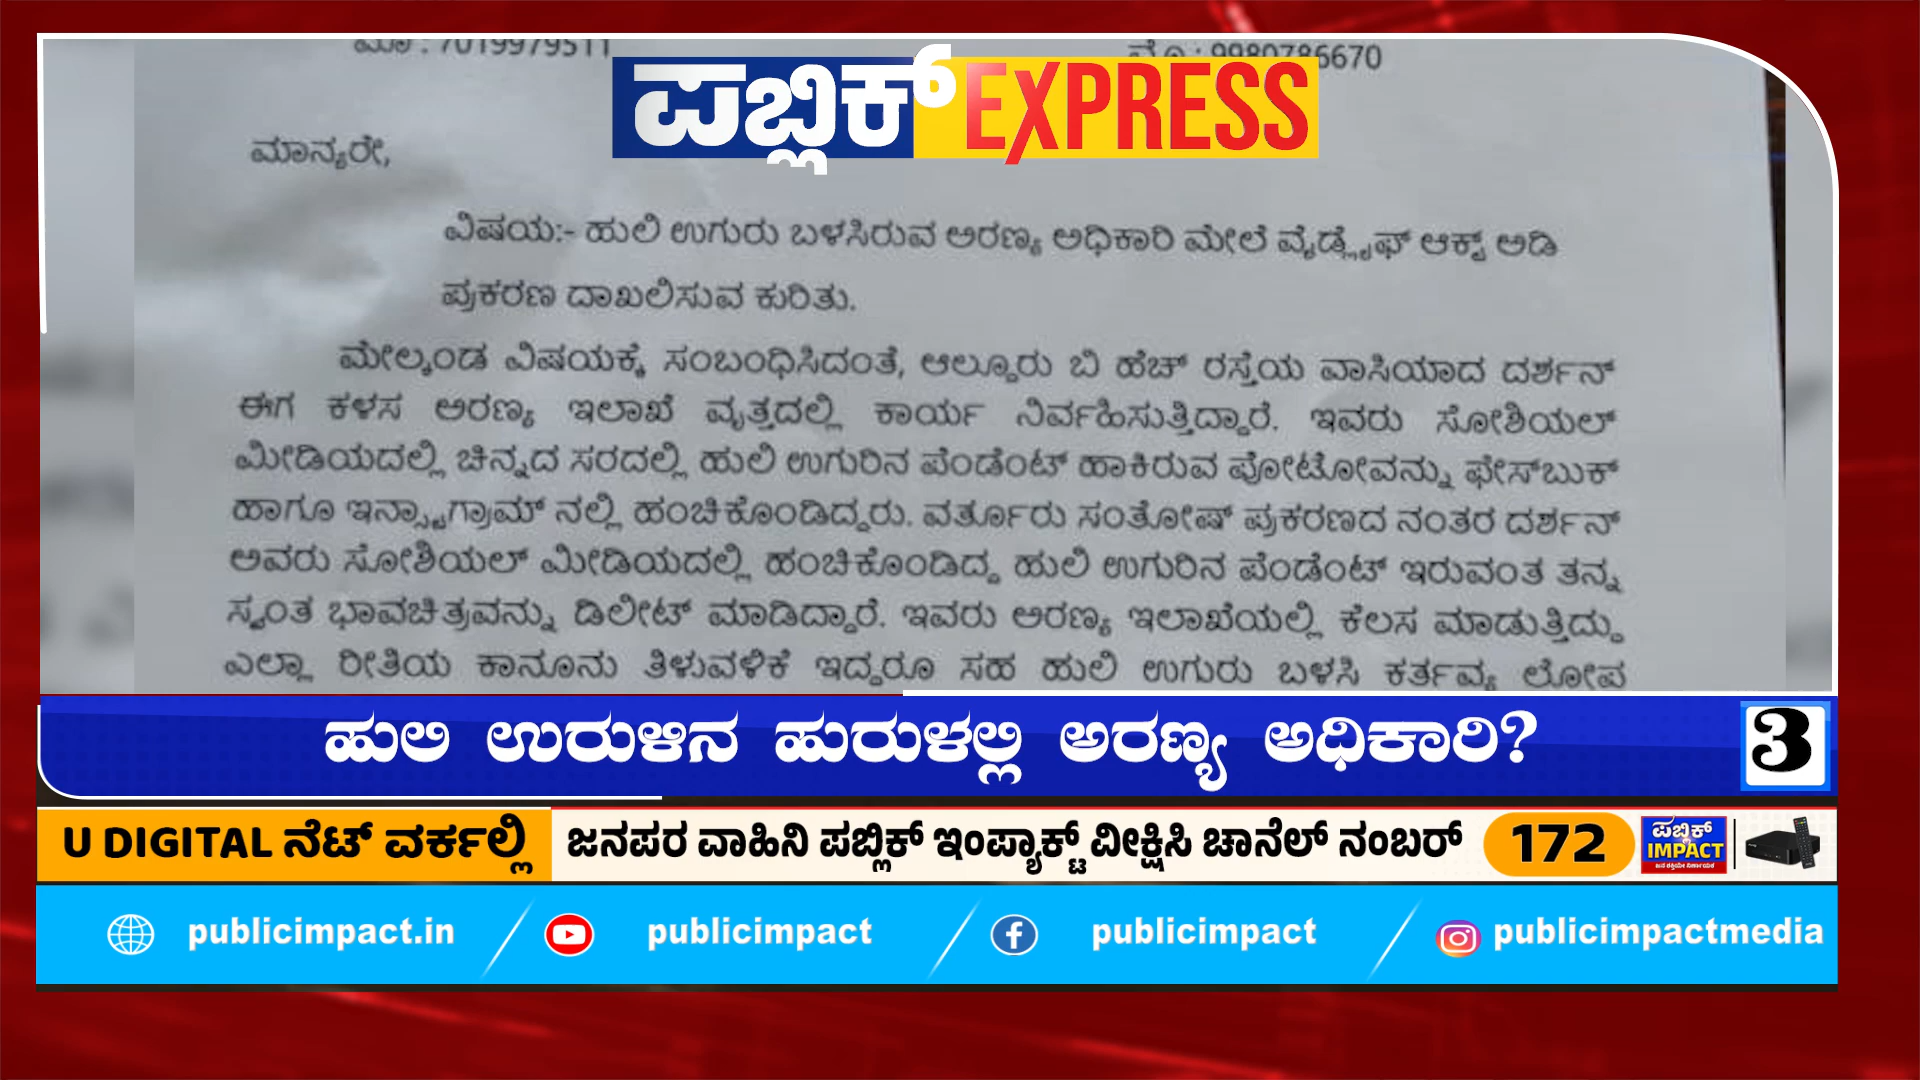 ಮೊ : 7019979511 ಮೊ : 9980786670
ಪಬ್ಲಿಕ್ EXPRESS
ಮಾನ್ಯರೇ,
ವಿಷಯ:- ಹುಲಿ ಉಗುರು ಬಳಸಿರುವ ಅರಣ್ಯ ಅಧಿಕಾರಿ ಮೇಲೆ ವೈಡ್ಲೈಫ್ ಆಕ್ಟ್ ಅಡಿ
ಪ್ರಕರಣ ದಾಖಲಿಸುವ ಕುರಿತು.
ಮೇಲ್ಕಂಡ ವಿಷಯಕ್ಕೆ ಸಂಬಂಧಿಸಿದಂತೆ, ಆಲ್ದೂರು ಬಿ ಹೆಚ್ ರಸ್ತೆಯ ವಾಸಿಯಾದ ದರ್ಶನ್
ಈಗ ಕಳಸ ಅರಣ್ಯ ಇಲಾಖೆ ವೃತ್ತದಲ್ಲಿ ಕಾರ್ಯ ನಿರ್ವಹಿಸುತ್ತಿದ್ದಾರೆ. ಇವರು ಸೋಶಿಯಲ್
ಮೀಡಿಯದಲ್ಲಿ ಚಿನ್ನದ ಸರದಲ್ಲಿ ಹುಲಿ ಉಗುರಿನ ಪೆಂಡೆಂಟ್ ಹಾಕಿರುವ ಪೋಟೋವನ್ನು ಫೇಸ್‌ಬುಕ್
ಹಾಗೂ ಇನ್ಸ್ಟಾಗ್ರಾಮ್ ನಲ್ಲಿ ಹಂಚಿಕೊಂಡಿದ್ದರು. ವರ್ತೂರು ಸಂತೋಷ್ ಪ್ರಕರಣದ ನಂತರ ದರ್ಶನ್
ಅವರು ಸೋಶಿಯಲ್ ಮೀಡಿಯದಲ್ಲಿ ಹಂಚಿಕೊಂಡಿದ್ದ ಹುಲಿ ಉಗುರಿನ ಪೆಂಡೆಂಟ್ ಇರುವಂತ ತನ್ನ
ಸ್ವಂತ ಭಾವಚಿತ್ರವನ್ನು ಡಿಲೀಟ್ ಮಾಡಿದ್ದಾರೆ. ಇವರು ಅರಣ್ಯ ಇಲಾಖೆಯಲ್ಲಿ ಕೆಲಸ ಮಾಡುತ್ತಿದ್ದು
ಎಲ್ಲಾ ರೀತಿಯ ಕಾನೂನು ತಿಳುವಳಿಕೆ ಇದ್ದರೂ ಸಹ ಹುಲಿ ಉಗುರು ಬಳಸಿ ಕರ್ತವ್ಯ ಲೋಪ
ಹುಲಿ ಉರುಳಿನ ಹುರುಳಲ್ಲಿ ಅರಣ್ಯ ಅಧಿಕಾರಿ? 3
U DIGITAL ನೆಟ್ ವರ್ಕಲ್ಲಿ ಜನಪರ ವಾಹಿನಿ ಪಬ್ಲಿಕ್ ಇಂಪ್ಯಾಕ್ಟ್ ವೀಕ್ಷಿಸಿ ಚಾನೆಲ್ ನಂಬರ್ 172 ಪಬ್ಲಿಕ್ IMPACT
publicimpact.in publicimpact publicimpact publicimpactmedia